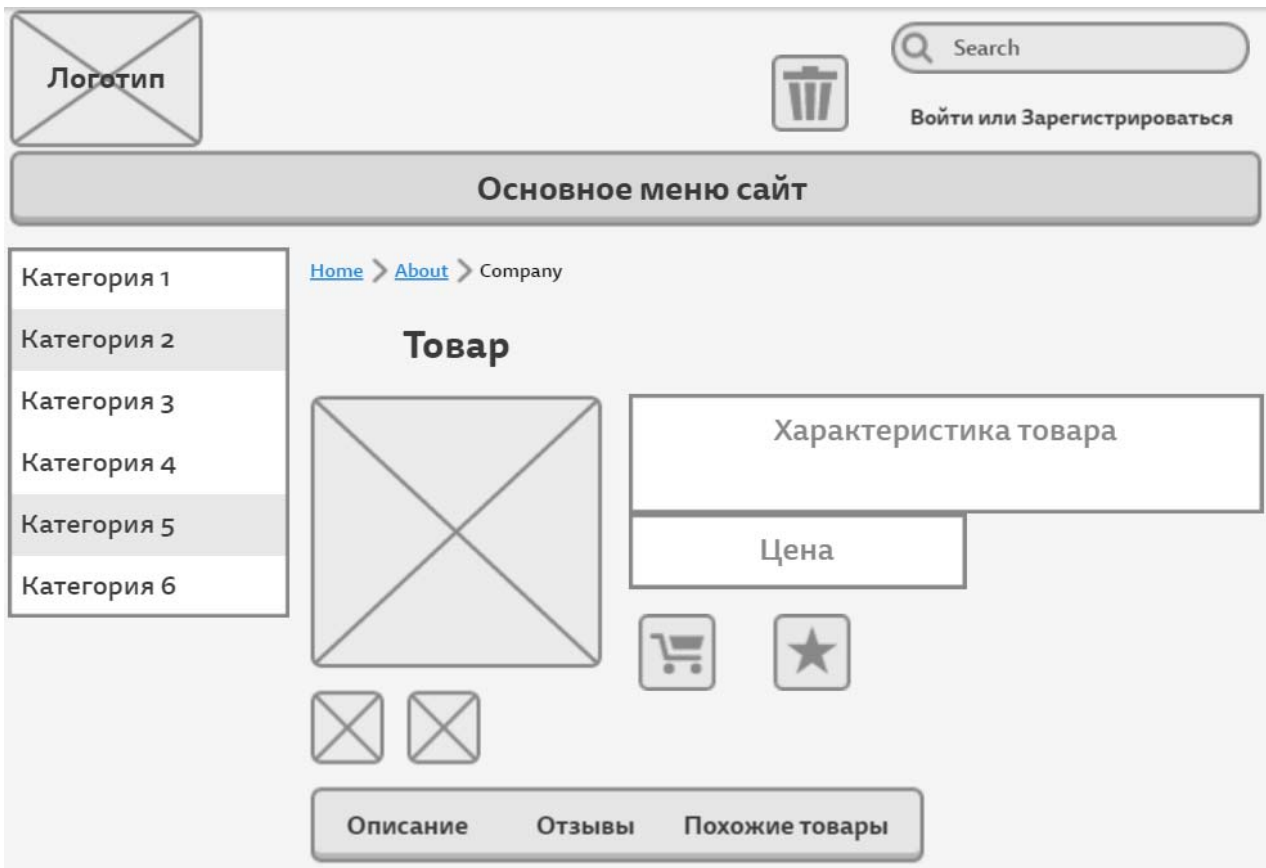 Логотип
Search
Войти или Зарегистрироваться
Основное меню сайт
Категория 1
Категория 2
Категория 3
Категория 4
Категория 5
Категория 6
Home > About > Company
Товар
Характеристика товара
Цена
Описание Отзывы Похожие товары